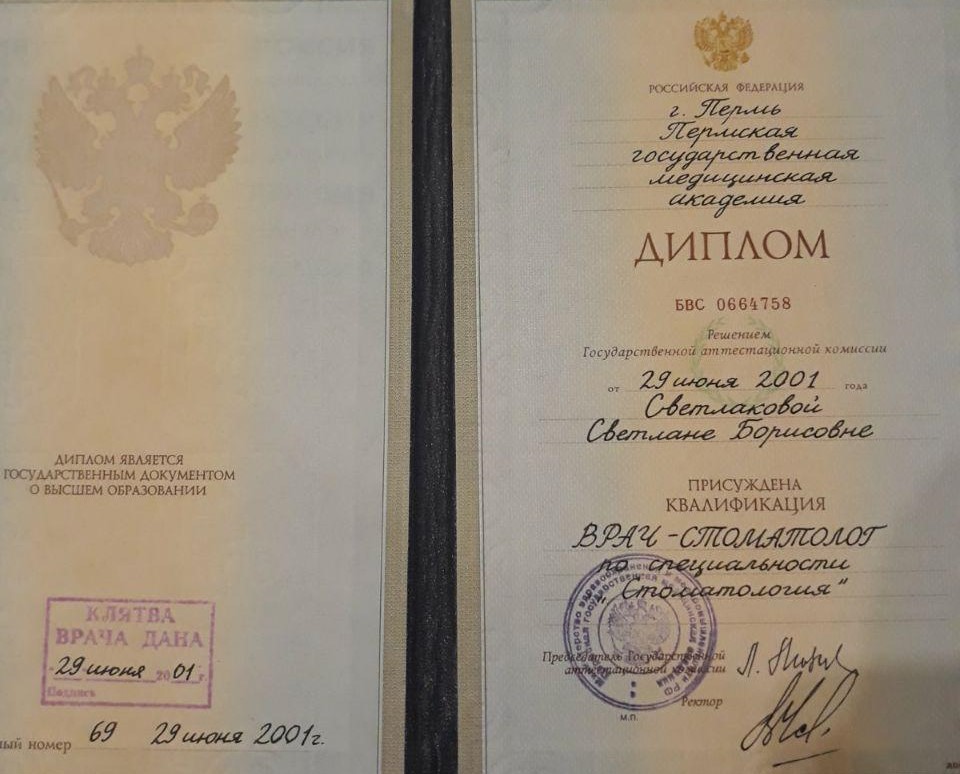 ДИПЛОМ ЯВЛЯЕТСЯ
ГОСУДАРСТВЕННЫМ ДОКУМЕНТОМ
О ВЫСШЕМ ОБРАЗОВАНИИ
КЛЯТВА
ВРАЧА ДАНА
29 июня 2001 г.
Подпись
номер 69 29 июня 2001г.
РОССИЙСКАЯ ФЕДЕРАЦИЯ
г. Пермь
Пермская
государственная
медицинская
академия
ДИПЛОМ
БВС 0664758
Решением
Государственной аттестационной комиссии
от 29 июня 2001 года
Светлаковой
Светлане Борисовне
ПРИСУЖДЕНА
КВАЛИФИКАЦИЯ
ВРАЧ-СТОМАТОЛОГ
по специальности
"Стоматология"
Председатель Государственной
аттестационной комиссии
Ректор
М.П.